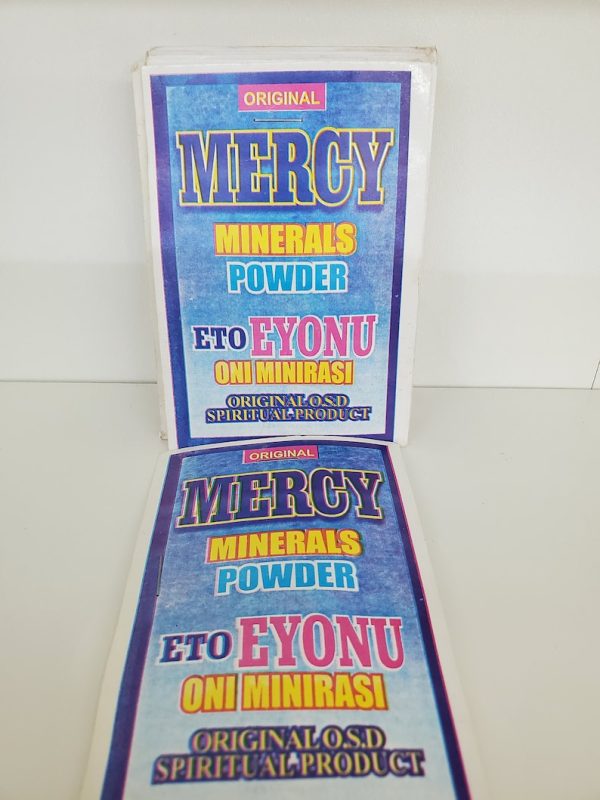 ORIGINAL
MERCY
MINERALS
POWDER
ETO EYONU
ONI MINIRASI
ORIGINAL O.S.D
SPIRITUAL PRODUCT
ORIGINAL
MERCY
MINERALS
POWDER
ETO EYONU
ONI MINIRASI
ORIGINAL O.S.D
SPIRITUAL PRODUCT